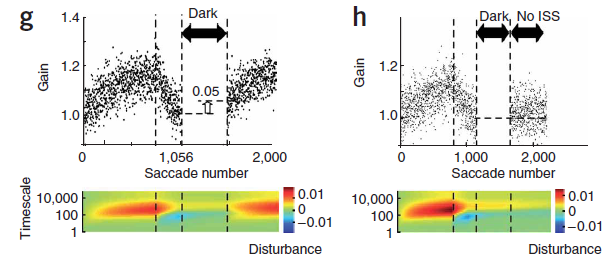 g
Dark
1.4
1.2
1.0
Gain
0.05
0
1,056
2,000
Saccade number
Timescale
10,000
100
1
0.01
0
−0.01
Disturbance
h
Dark No ISS
1.2
1.0
Gain
0
1,000
2,000
Saccade number
10,000
100
1
0.01
0
−0.01
Disturbance